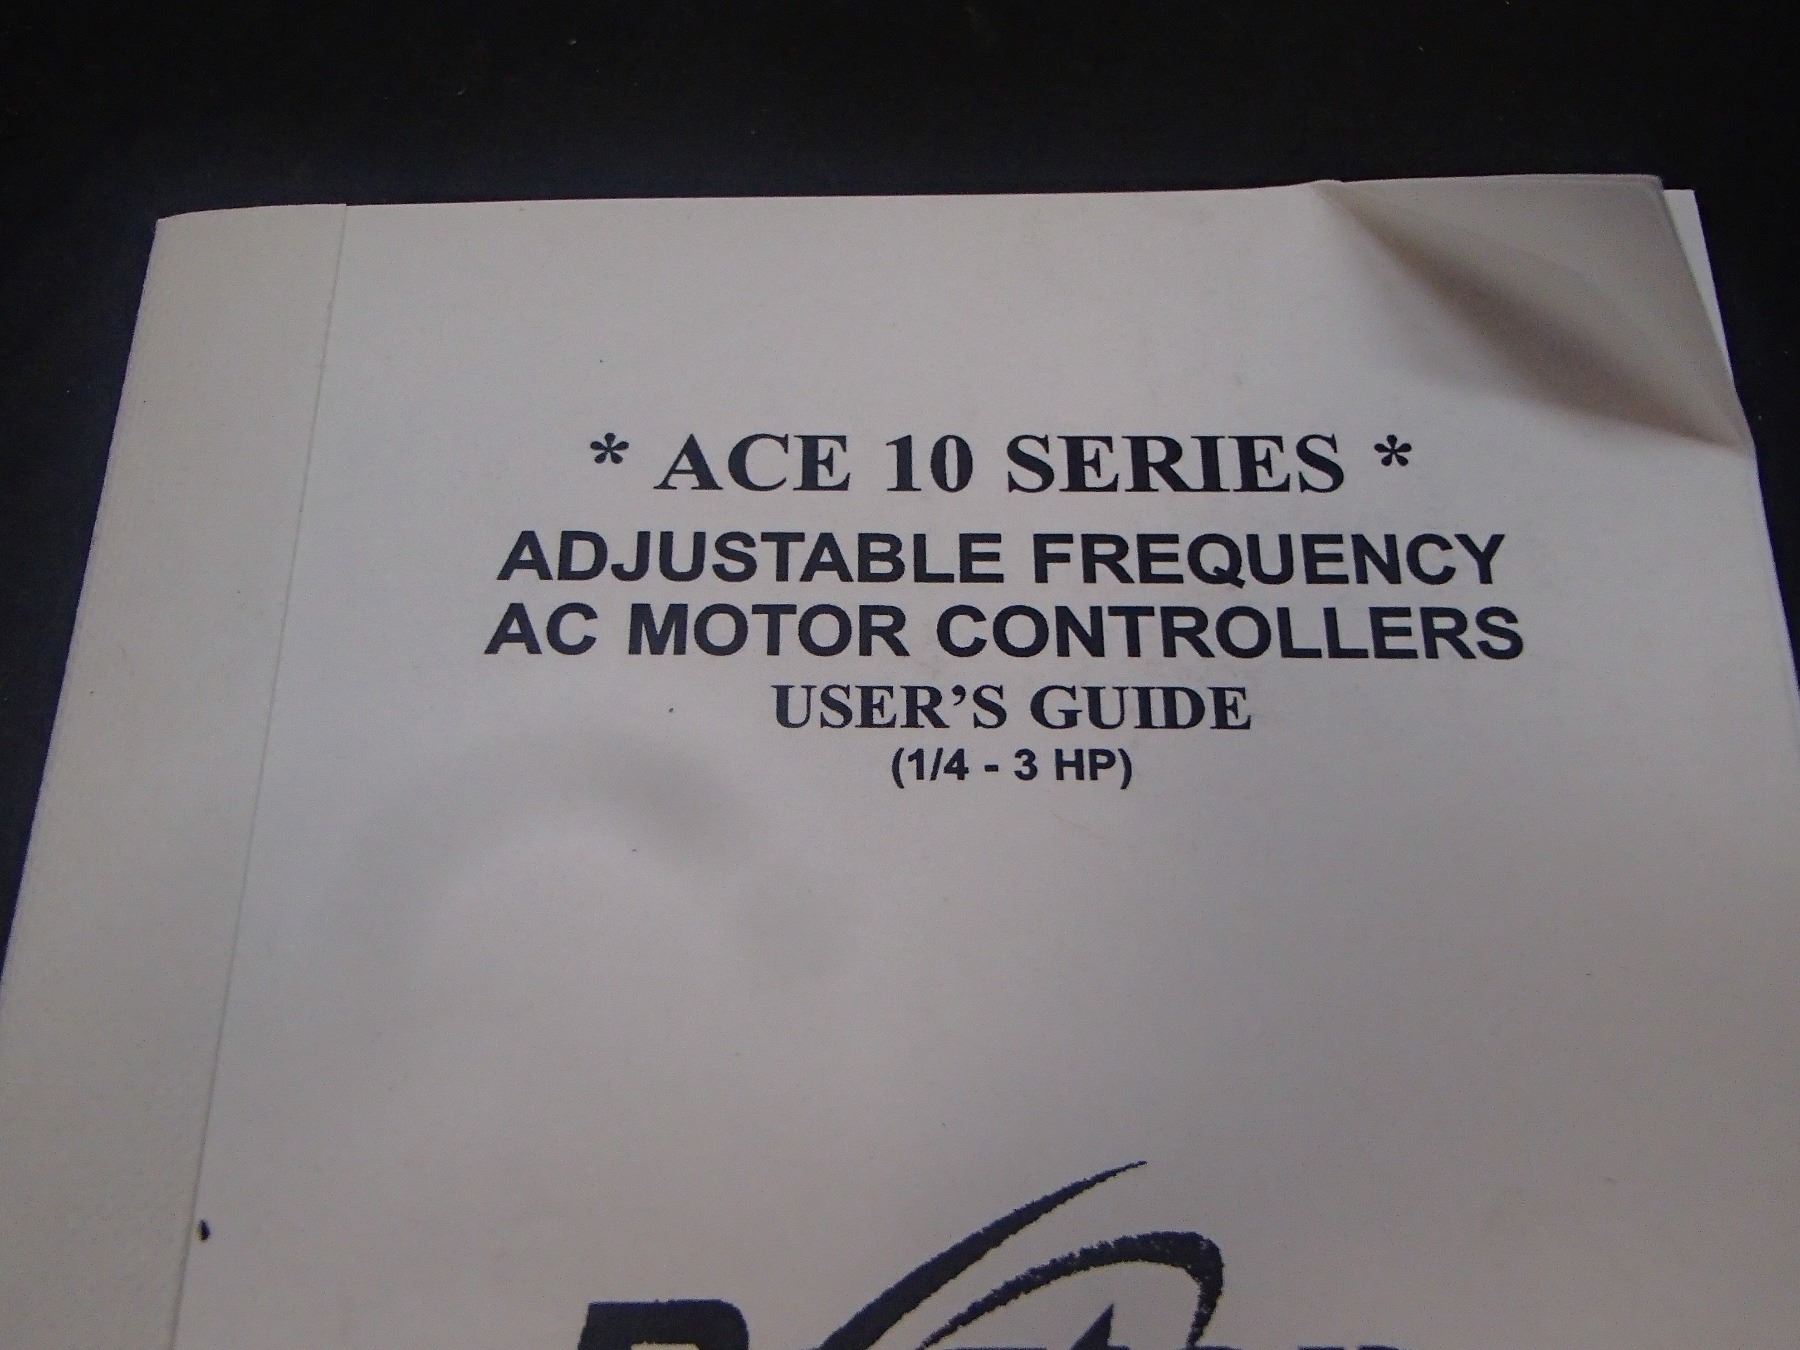 * ACE 10 SERIES *
ADJUSTABLE FREQUENCY
AC MOTOR CONTROLLERS
USER'S GUIDE
(1/4 - 3 HP)